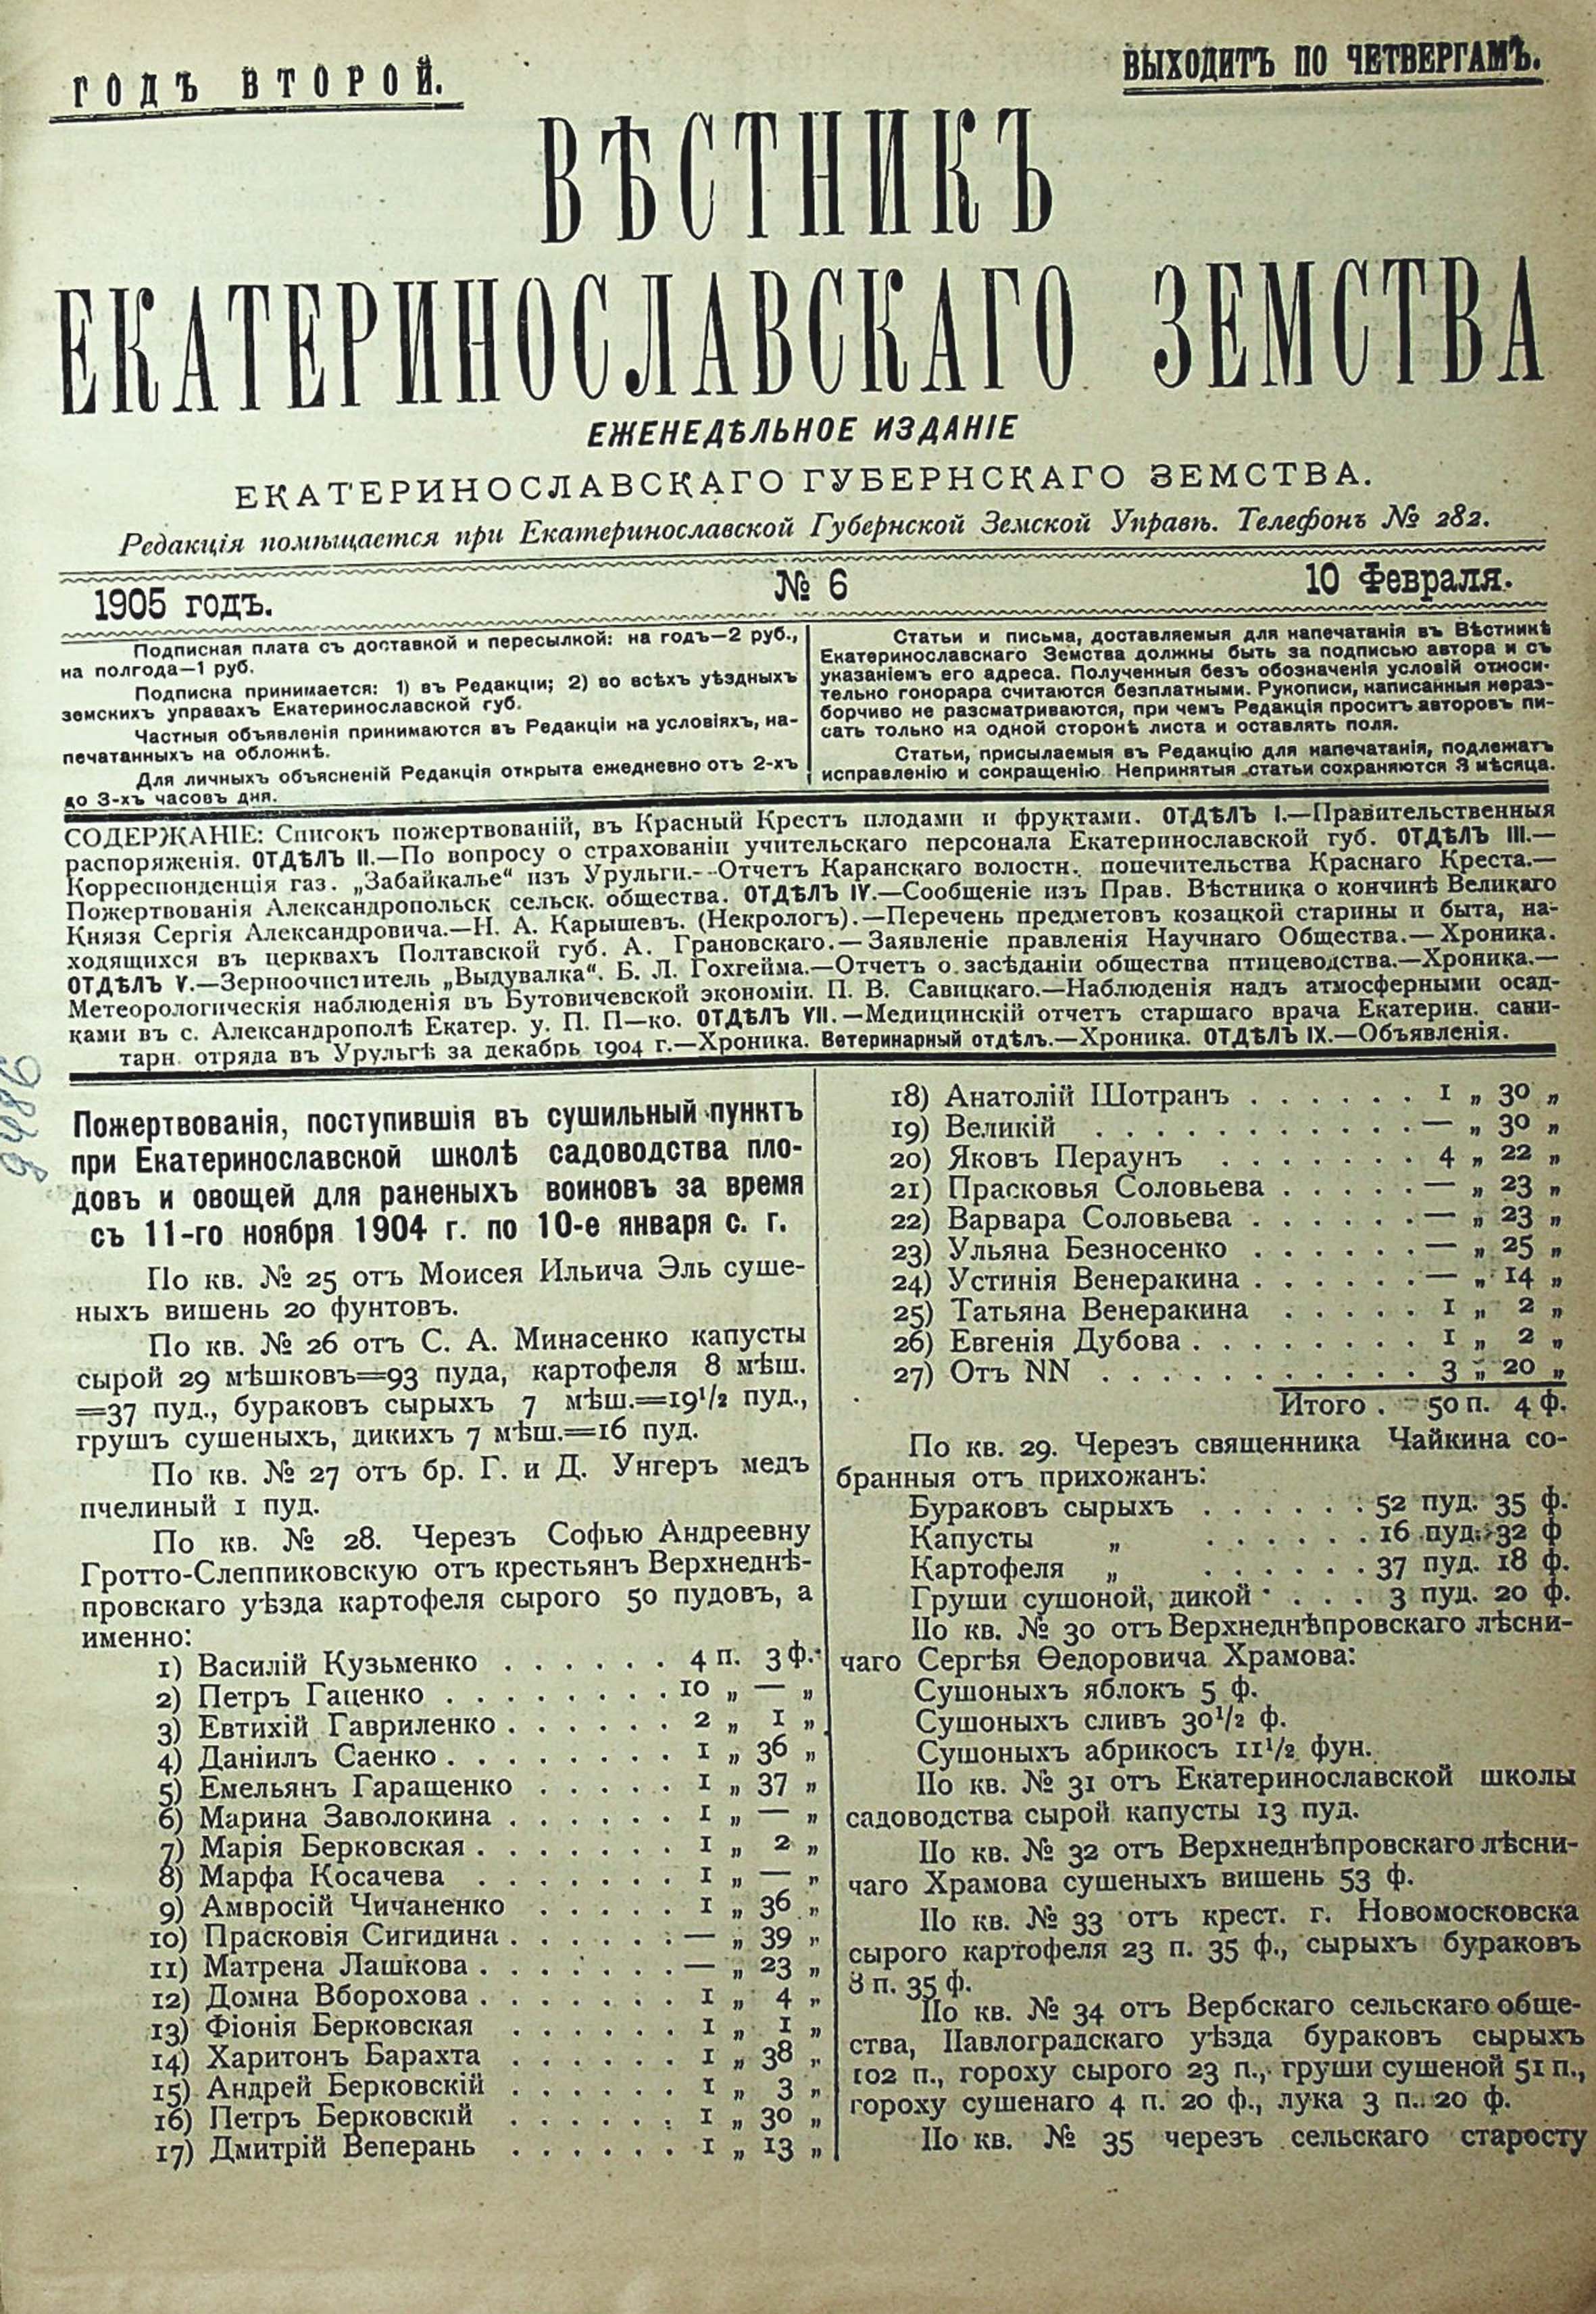 ГОДЪ ВТОРОЙ.
ВЫХОДИТЪ ПО ЧЕТВЕРГАМЪ.
ВѢСТНИКЪ
ЕКАТЕРИНОСЛАВСКАГО ЗЕМСТВА
ЕЖЕНЕДѢЛЬНОЕ ИЗДАНІЕ
ЕКАТЕРИНОСЛАВСКАГО ГУБЕРНСКАГО ЗЕМСТВА.
Редакція помѣщается при Екатеринославской Губернской Земской Управѣ. Телефонъ № 282.
1905 годъ.
№ 6
10 Февраля.
Подписная плата съ доставкой и пересылкой: на годъ—2 руб.,
на полгода—1 руб.
Подписка принимается: 1) въ Редакціи; 2) во всѣхъ уѣздныхъ
земскихъ управахъ Екатеринославской губ.
Частныя объявленія принимаются въ Редакціи на условіяхъ, на-
печатанныхъ на обложкѣ.
Для личныхъ объясненій Редакція открыта ежедневно отъ 2-хъ
до 3-хъ часовъ дня.
Статьи и письма, доставляемыя для напечатанія въ Вѣстникѣ
Екатеринославскаго Земства должны быть за подписью автора и съ
указаніемъ его адреса. Полученныя безъ обозначенія условій относи-
тельно гонорара считаются безплатными. Рукописи, написанныя нераз-
борчиво не разсматриваются, при чемъ Редакція проситъ авторовъ пи-
сать только на одной сторонѣ листа и оставлять поля.
Статьи, присылаемыя въ Редакцію для напечатанія, подлежатъ
исправленію и сокращенію. Непринятыя статьи сохраняются 3 мѣсяца.
СОДЕРЖАНІЕ: Списокъ пожертвованій, въ Красный Крестъ плодами и фруктами. ОТДѢЛЪ I.—Правительственныя
распоряженія. ОТДѢЛЪ II.—По вопросу о страхованіи учительскаго персонала Екатеринославской губ. ОТДѢЛЪ III.—
Корреспонденція газ. „Забайкалье“ изъ Урульги.—Отчетъ Каранскаго волостн. попечительства Краснаго Креста.—
Пожертвованія Александропольск сельск. общества. ОТДѢЛЪ IV.—Сообщеніе изъ Прав. Вѣстника о кончинѣ Великаго
Князя Сергія Александровича.—Н. А. Карышевъ. (Некрологъ).—Перечень предметовъ козацкой старины и быта, на-
ходящихся въ церквахъ Полтавской губ. А. Грановскаго.—Заявленіе правленія Научнаго Общества.—Хроника.
ОТДѢЛЪ V.—Зерноочиститель „Выдувалка“. Б. Л. Гохгейма.—Отчетъ о засѣданіи общества птицеводства.—Хроника.—
Метеорологическія наблюденія въ Бутовичевской экономіи. П. В. Савицкаго.—Наблюденія надъ атмосферными осад-
ками въ с. Александрополѣ Екатер. у. П. П—ко. ОТДѢЛЪ VII.—Медицинскій отчетъ старшаго врача Екатерин. сани-
тарн. отряда въ Урульгѣ за декабрь 1904 г.—Хроника. Ветеринарный отдѣлъ.—Хроника. ОТДѢЛЪ IX.—Объявленія.
Пожертвованія, поступившія въ сушильный пунктъ
при Екатеринославской школѣ садоводства пло-
довъ и овощей для раненыхъ воиновъ за время
съ 11-го ноября 1904 г. по 10-е января с. г.
По кв. № 25 отъ Моисея Ильича Эль суше-
ныхъ вишень 20 фунтовъ.
По кв. № 26 отъ С. А. Минасенко капусты
сырой 29 мѣшковъ=93 пуда, картофеля 8 мѣш.
=37 пуд., бураковъ сырыхъ 7 мѣш.=19¹/₂ пуд.,
грушъ сушеныхъ, дикихъ 7 мѣш.=16 пуд.
По кв. № 27 отъ бр. Г. и Д. Унгеръ медъ
пчелиный 1 пуд.
По кв. № 28. Черезъ Софью Андреевну
Гротто-Слеппиковскую отъ крестьянъ Верхнеднѣ-
провскаго уѣзда картофеля сырого 50 пудовъ, а
именно:
1) Василій Кузьменко . . . . . . 4 п. 3 ф.
2) Петръ Гаценко . . . . . . . . . 10 „ — „
3) Евтихій Гавриленко . . . . . . 2 „ 1 „
4) Даніилъ Саенко . . . . . . . . 1 „ 36 „
5) Емельянъ Гаращенко . . . . . 1 „ 37 „
6) Марина Заволокина . . . . . . 1 „ — „
7) Марія Берковская . . . . . . . 1 „ 2 „
8) Марфа Косачева . . . . . . . 1 „ — „
9) Амвросій Чичаненко . . . . . 1 „ 36 „
10) Прасковія Сигидина . . . . . . — „ 39 „
11) Матрена Лашкова . . . . . . . — „ 23 „
12) Домна Вборохова . . . . . . . 1 „ 4 „
13) Фіонія Берковская . . . . . . 1 „ 1 „
14) Харитонъ Барахта . . . . . . 1 „ 38 „
15) Андрей Берковскій . . . . . . 1 „ 3 „
16) Петръ Берковскій . . . . . . 1 „ 30 „
17) Дмитрій Веперань . . . . . . 1 „ 13 „
18) Анатолій Шотранъ . . . . . . 1 „ 30 „
19) Великій . . . . . . . . . . . — „ 30 „
20) Яковъ Пераунъ . . . . . . . 4 „ 22 „
21) Прасковья Соловьева . . . . . — „ 23 „
22) Варвара Соловьева . . . . . . — „ 23 „
23) Ульяна Безносенко . . . . . . — „ 25 „
24) Устинія Венеракина . . . . . . — „ 14 „
25) Татьяна Венеракина . . . . . 1 „ 2 „
26) Евгенія Дубова . . . . . . . . 1 „ 2 „
27) Отъ NN . . . . . . . . . . . 3 „ 20 „
Итого . 50 п. 4 ф.
По кв. 29. Черезъ священника Чайкина со-
бранныя отъ прихожанъ:
Бураковъ сырыхъ . . . . . . 52 пуд. 35 ф.
Капусты „ . . . . . . 16 пуд. 32 ф
Картофеля „ . . . . . . 37 пуд. 18 ф.
Груши сушоной, дикой . . . . 3 пуд. 20 ф.
По кв. № 30 отъ Верхнеднѣпровскаго лѣсни-
чаго Сергѣя Ѳедоровича Храмова:
Сушоныхъ яблокъ 5 ф.
Сушоныхъ сливъ 30¹/₂ ф.
Сушоныхъ абрикосъ 11¹/₂ фун.
По кв. № 31 отъ Екатеринославской школы
садоводства сырой капусты 13 пуд.
По кв. № 32 отъ Верхнеднѣпровскаго лѣсни-
чаго Храмова сушеныхъ вишень 53 ф.
По кв. № 33 отъ крест. г. Новомосковска
сырого картофеля 23 п. 35 ф., сырыхъ бураковъ
8 п. 35 ф.
По кв. № 34 отъ Вербскаго сельскаго обще-
ства, Павлоградскаго уѣзда бураковъ сырыхъ
102 п., гороху сырого 23 п., груши сушеной 51 п.,
гороху сушенаго 4 п. 20 ф., лука 3 п. 20 ф.
По кв. № 35 черезъ сельскаго старосту